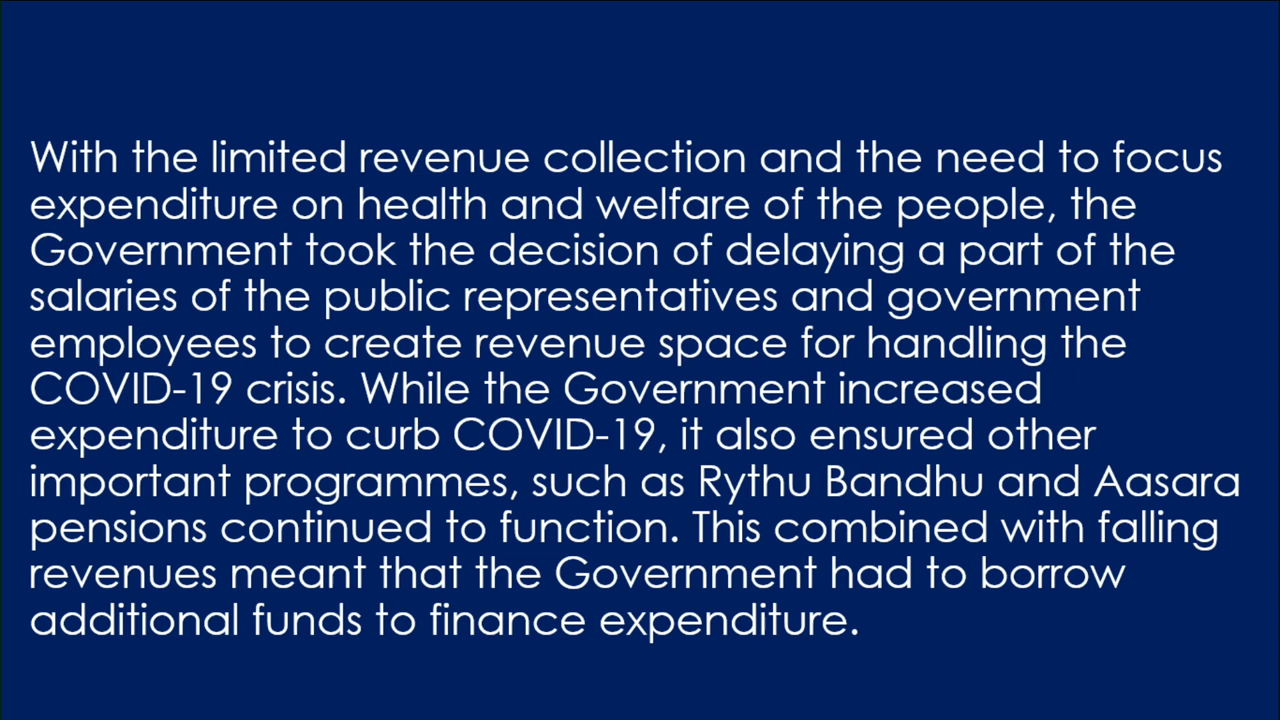 With the limited revenue collection and the need to focus
expenditure on health and welfare of the people, the
Government took the decision of delaying a part of the
salaries of the public representatives and government
employees to create revenue space for handling the
COVID-19 crisis. While the Government increased
expenditure to curb COVID-19, it also ensured other
important programmes, such as Rythu Bandhu and Aasara
pensions continued to function. This combined with falling
revenues meant that the Government had to borrow
additional funds to finance expenditure.